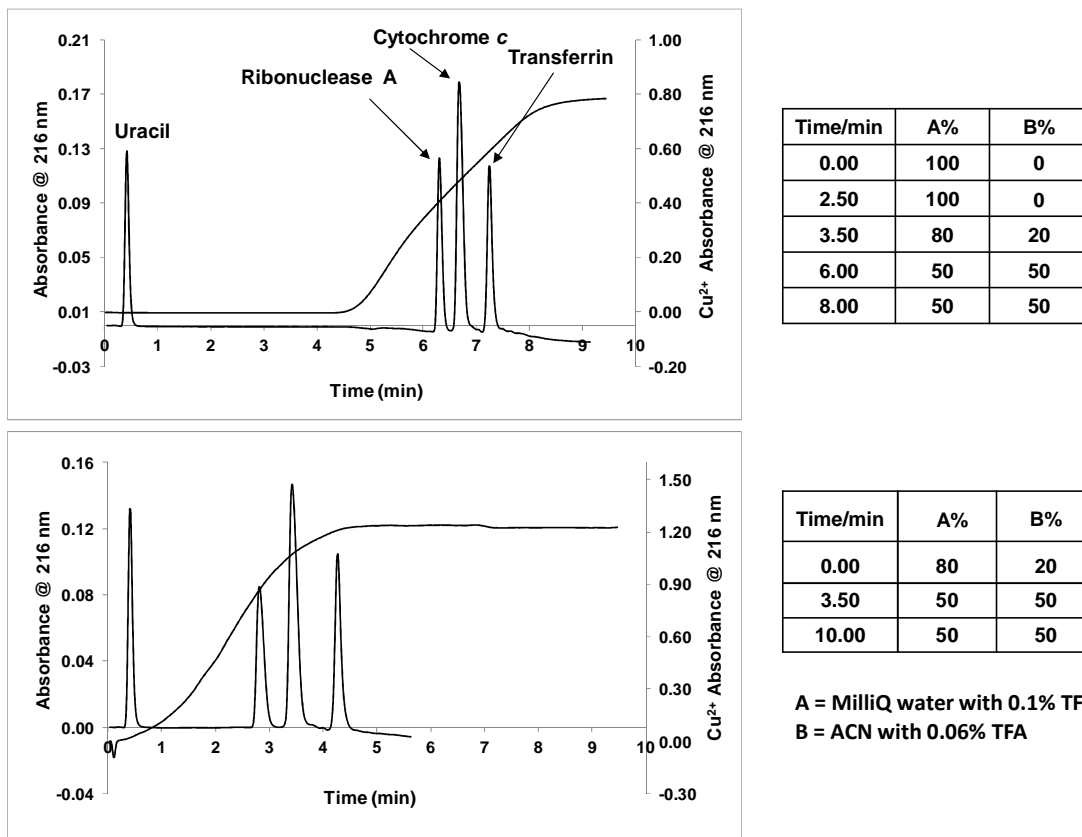 0.21
0.17
0.13
0.09
0.05
0.01
-0.03
Absorbance @ 216 nm
Uracil
Ribonuclease A
Cytochrome c
Transferrin
1.00
0.80
0.60
0.40
0.20
0.00
-0.20
Cu²⁺ Absorbance @ 216 nm
0 1 2 3 4 5 6 7 8 9 10
Time (min)
Time/min A% B%
0.00 100 0
2.50 100 0
3.50 80 20
6.00 50 50
8.00 50 50
0.16
0.12
0.08
0.04
0.00
-0.04
Absorbance @ 216 nm
1.50
1.20
0.90
0.60
0.30
0.00
-0.30
Cu²⁺ Absorbance @ 216 nm
0 1 2 3 4 5 6 7 8 9 10
Time (min)
Time/min A% B%
0.00 80 20
3.50 50 50
10.00 50 50
A = MilliQ water with 0.1% TF
B = ACN with 0.06% TFA